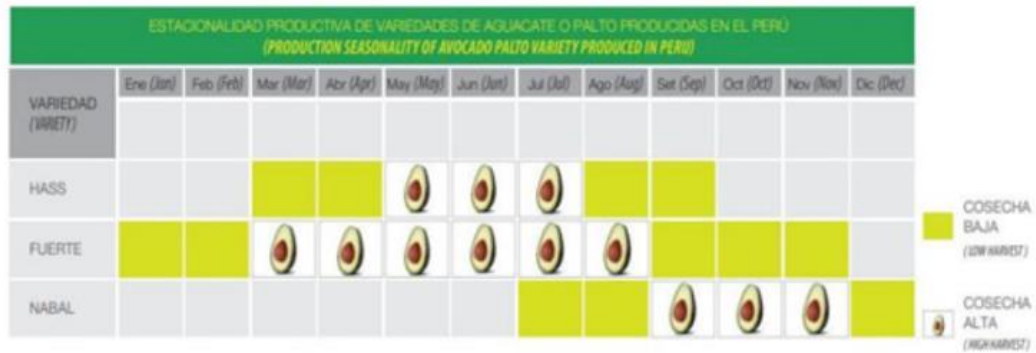 ESTACIONALIDAD PRODUCTIVA DE VARIEDADES DE AGUACATE O PALTO PRODUCIDAS EN EL PERÚ
(PRODUCTION SEASONALITY OF AVOCADO PALTO VARIETY PRODUCED IN PERU)
VARIEDAD
(VARIETY)
Ene (Jan) Feb (Feb) Mar (Mar) Abr (Apr) May (May) Jun (Jun) Jul (Jul) Ago (Aug) Set (Sep) Oct (Oct) Nov (Nov) Dic (Dec)
HASS
FUERTE
NABAL
COSECHA
BAJA
(LOW HARVEST)
COSECHA
ALTA
(HIGH HARVEST)